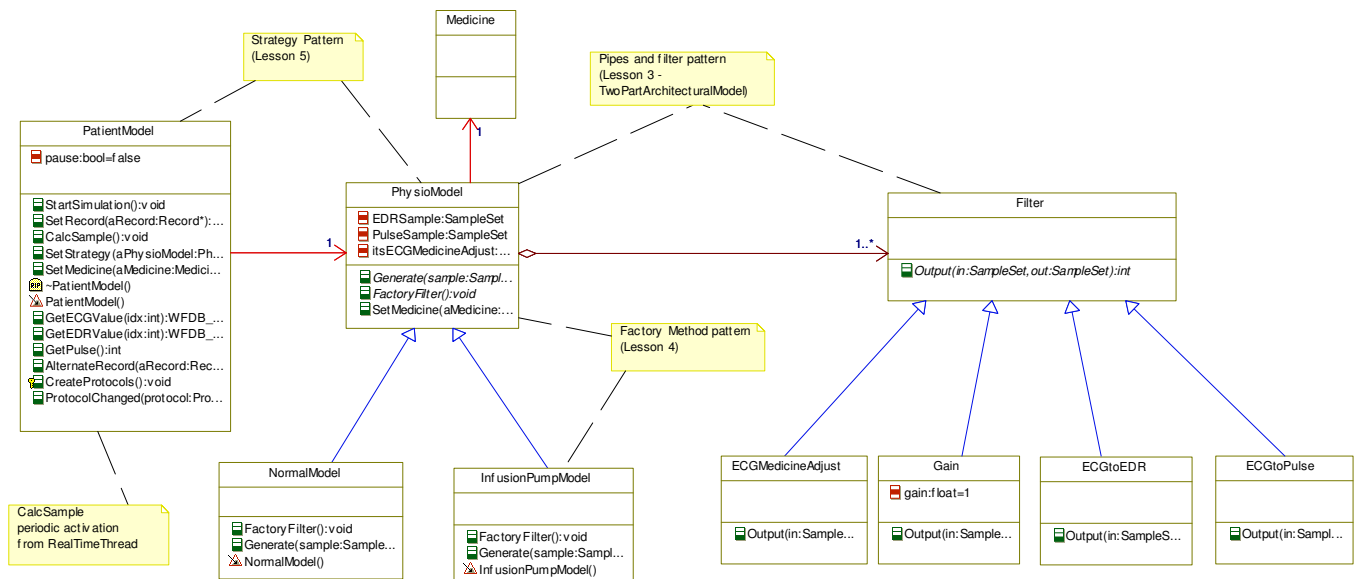 Medicine
1
Strategy Pattern
(Lesson 5)
Pipes and filter pattern
(Lesson 3 -
TwoPartArchitecturalModel)
PatientModel
pause:bool=false
StartSimulation():void
SetRecord(aRecord:Record*):...
CalcSample():void
SetStrategy(aPhysioModel:Ph...
SetMedicine(aMedicine:Medici...
RIP ~PatientModel()
PatientModel()
GetECGValue(idx:int):WFDB_...
GetEDRValue(idx:int):WFDB_...
GetPulse():int
AlternateRecord(aRecord:Rec...
CreateProtocols():void
ProtocolChanged(protocol:Pro...
1
PhysioModel
EDRSample:SampleSet
PulseSample:SampleSet
itsECGMedicineAdjust:...
Generate(sample:Sampl...
FactoryFilter():void
SetMedicine(aMedicine:...
1..*
Filter
Output(in:SampleSet,out:SampleSet):int
Factory Method pattern
(Lesson 4)
CalcSample
periodic activation
from RealTimeThread
NormalModel
FactoryFilter():void
Generate(sample:Sample...
NormalModel()
InfusionPumpModel
FactoryFilter():void
Generate(sample:Sampl...
InfusionPumpModel()
ECGMedicineAdjust
Output(in:Sample...
Gain
gain:float=1
Output(in:Sample...
ECGtoEDR
Output(in:SampleS...
ECGtoPulse
Output(in:Sampl...